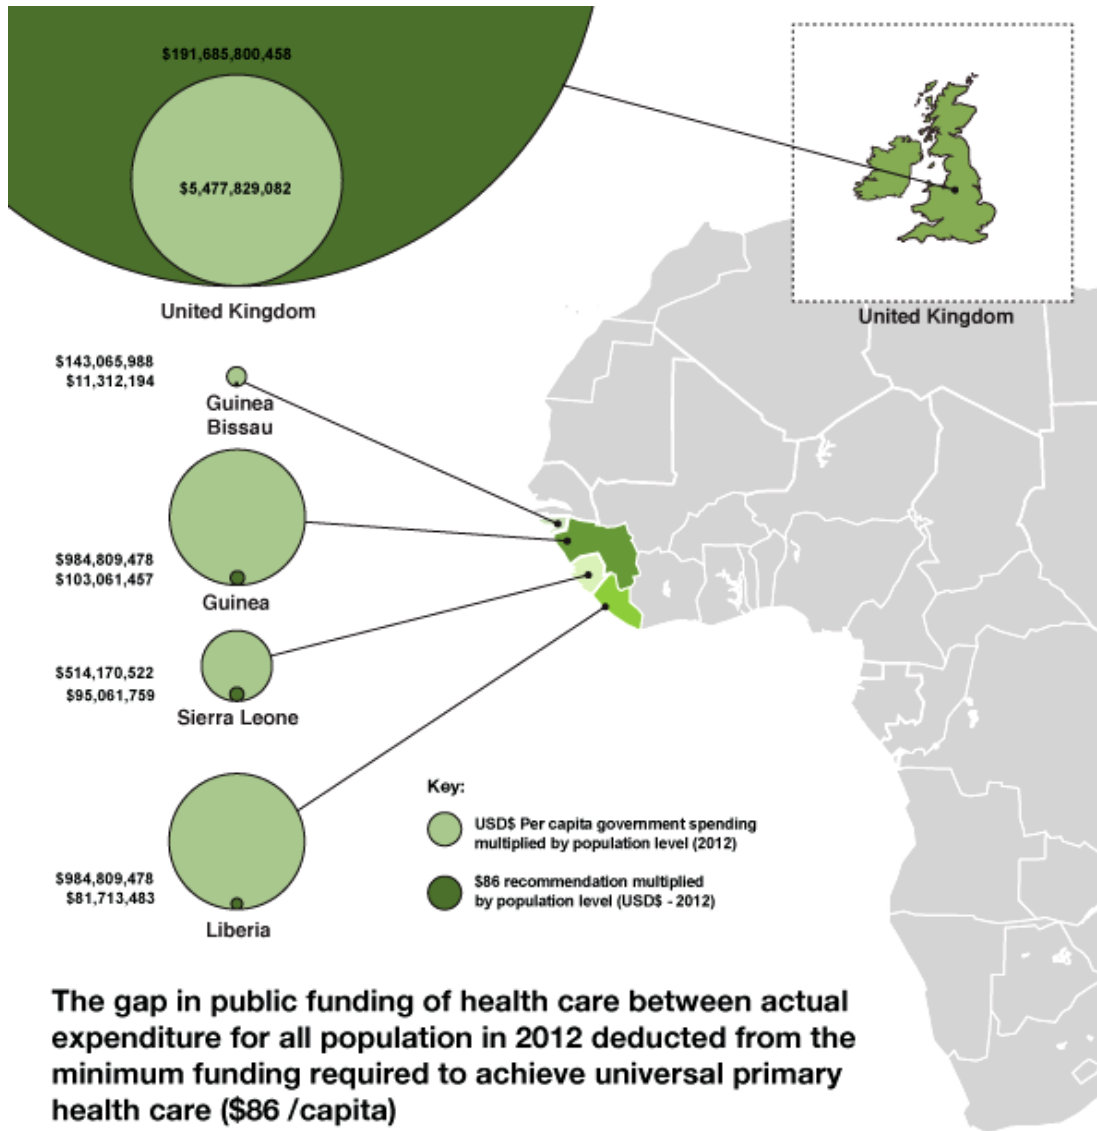 $191,685,800,458
$5,477,829,082
United Kingdom
United Kingdom
$143,065,988
$11,312,194
Guinea
Bissau
$984,809,478
$103,061,457
Guinea
$514,170,522
$95,061,759
Sierra Leone
$984,809,478
$81,713,483
Liberia
Key:
USD$ Per capita government spending
multiplied by population level (2012)
$86 recommendation multiplied
by population level (USD$ - 2012)
The gap in public funding of health care between actual
expenditure for all population in 2012 deducted from the
minimum funding required to achieve universal primary
health care ($86 /capita)